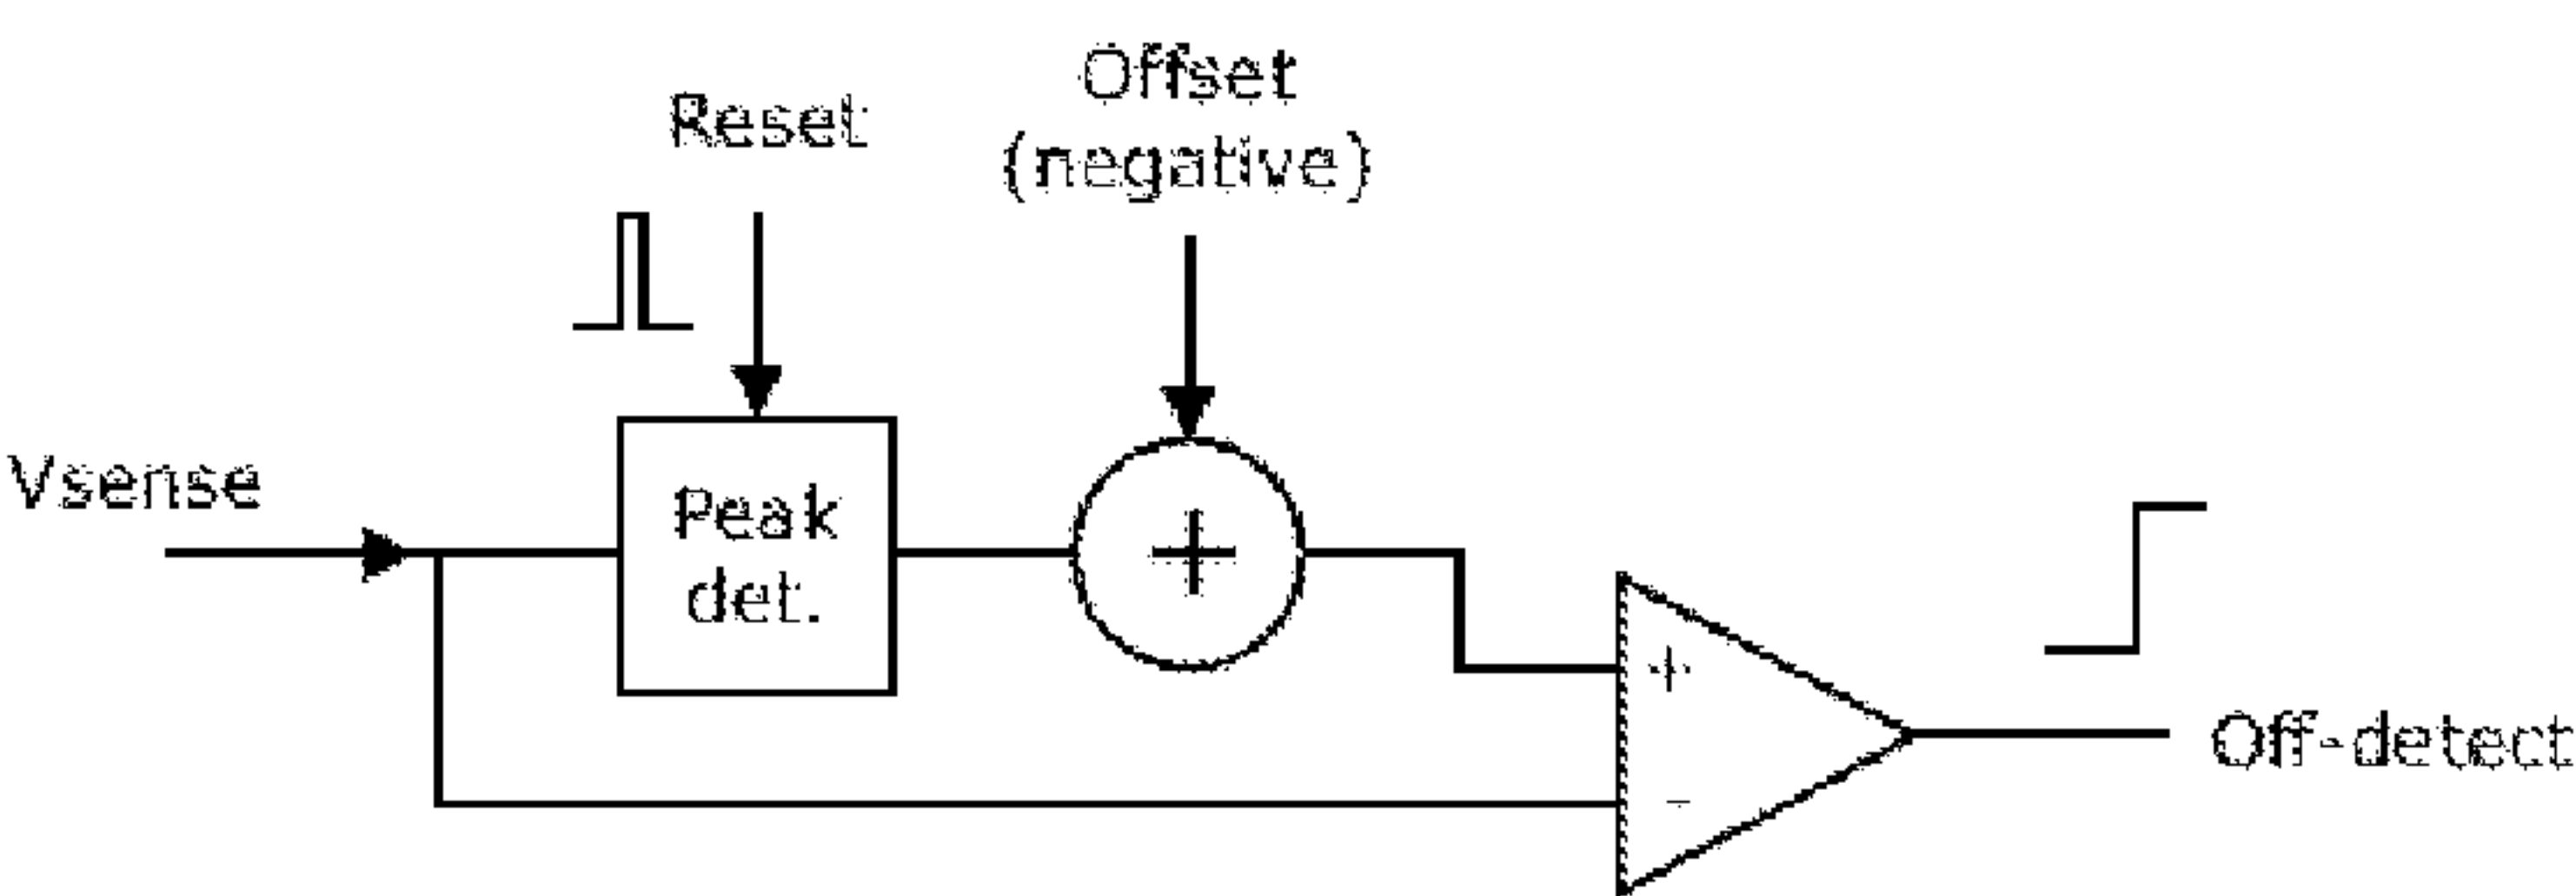 Offset
(negative)
Reset
Vsense
Peak
det.
+
+
-
Off-detect